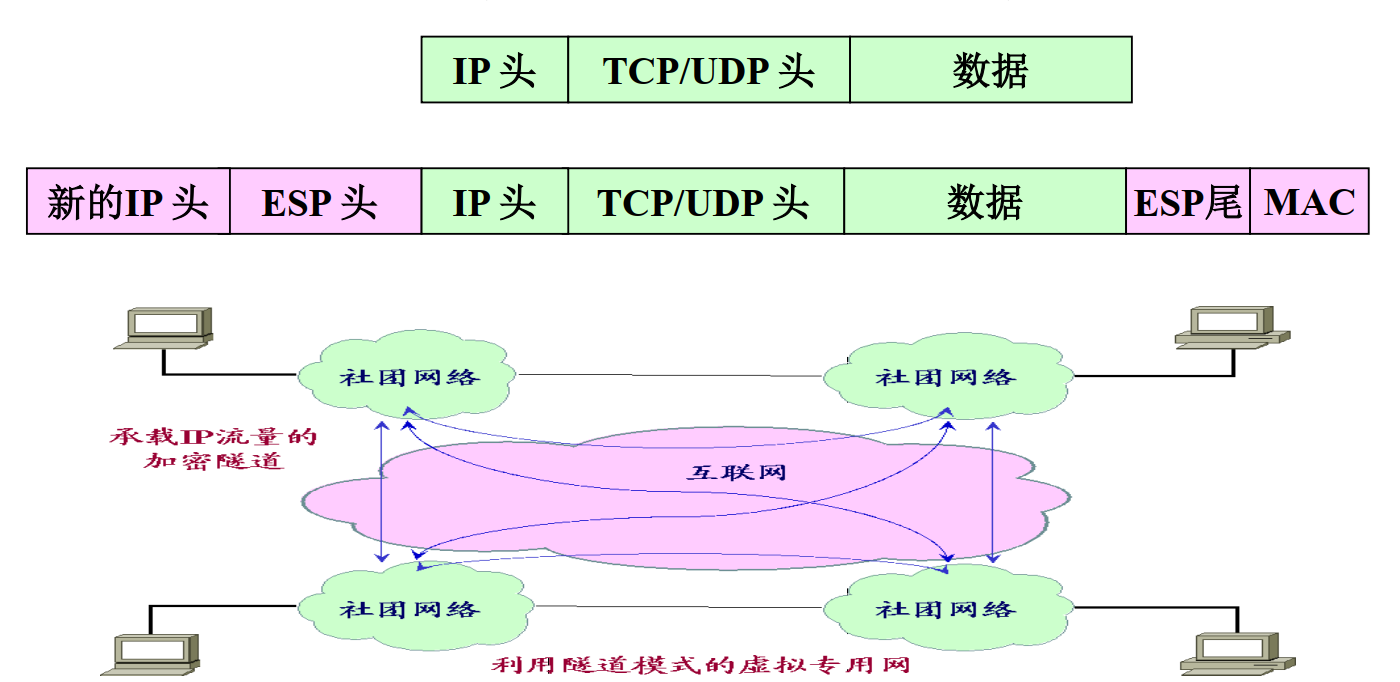 IP 头 TCP/UDP 头 数据
新的IP 头 ESP 头 IP 头 TCP/UDP 头 数据 ESP尾 MAC
社团网络 社团网络
承载IP流量的
加密隧道
互联网
社团网络 社团网络
利用隧道模式的虚拟专用网